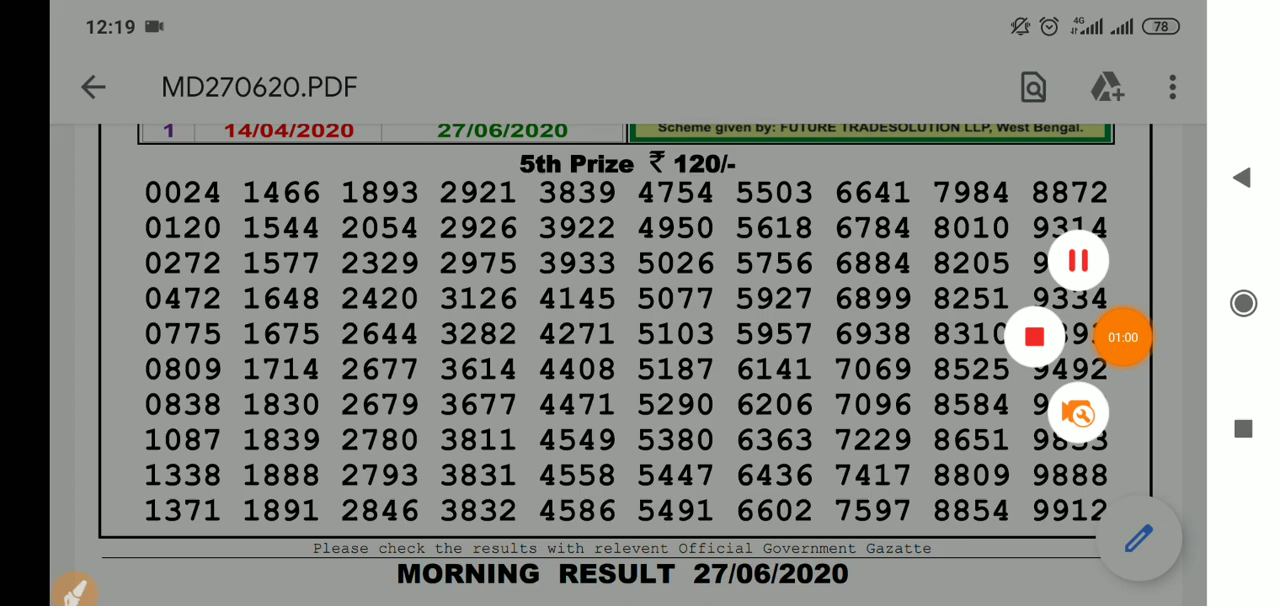 12:19 4G 78
MD270620.PDF
1 14/04/2020 27/06/2020 Scheme given by: FUTURE TRADESOLUTION LLP, West Bengal.
5th Prize ₹ 120/-
0024 1466 1893 2921 3839 4754 5503 6641 7984 8872
0120 1544 2054 2926 3922 4950 5618 6784 8010 9314
0272 1577 2329 2975 3933 5026 5756 6884 8205
0472 1648 2420 3126 4145 5077 5927 6899 8251 9334
0775 1675 2644 3282 4271 5103 5957 6938 8310
01:00
0809 1714 2677 3614 4408 5187 6141 7069 8525 9492
0838 1830 2679 3677 4471 5290 6206 7096 8584
1087 1839 2780 3811 4549 5380 6363 7229 8651
1338 1888 2793 3831 4558 5447 6436 7417 8809 9888
1371 1891 2846 3832 4586 5491 6602 7597 8854 9912
Please check the results with relevent Official Government Gazatte
MORNING RESULT 27/06/2020